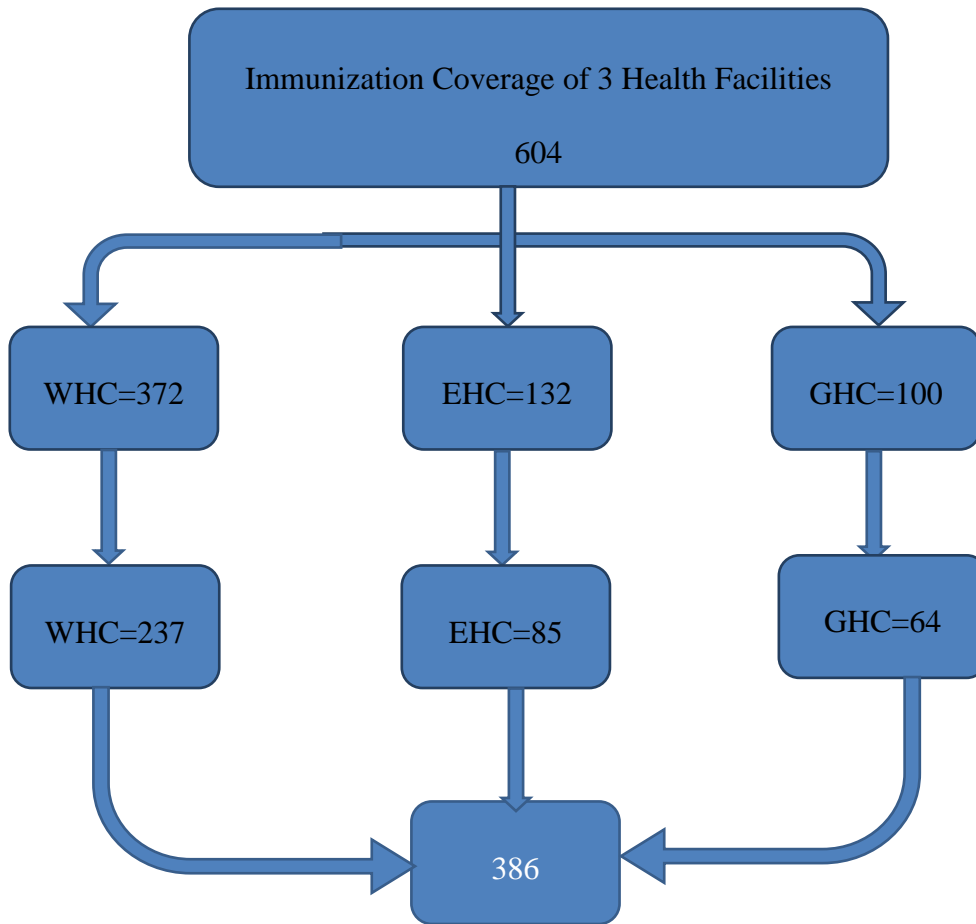 Immunization Coverage of 3 Health Facilities
604
WHC=372
EHC=132
GHC=100
WHC=237
EHC=85
GHC=64
386